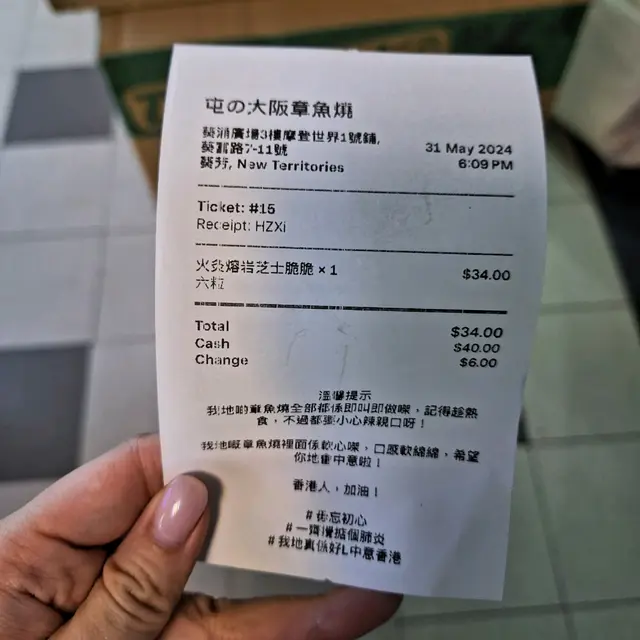 屯の大阪章魚燒
葵涌廣場3樓摩登世界1號鋪,
葵富路7-11號
葵芳, New Territories
31 May 2024
6:09 PM
Ticket: #15
Receipt: HZXi
火炎熔岩芝士脆脆 × 1
$34.00
六粒
Total
$34.00
Cash
$40.00
Change
$6.00
溫馨提示
我地啲章魚燒全部都係即叫即做㗎，記得趁熱
食，不過都要小心辣親口呀！
我地嘅章魚燒裡面係軟心㗎，口感軟綿綿，希望
你地會中意啦！
香港人，加油！
#勿忘初心
#一齊攪掂個肺炎
#我地真係好L中意香港